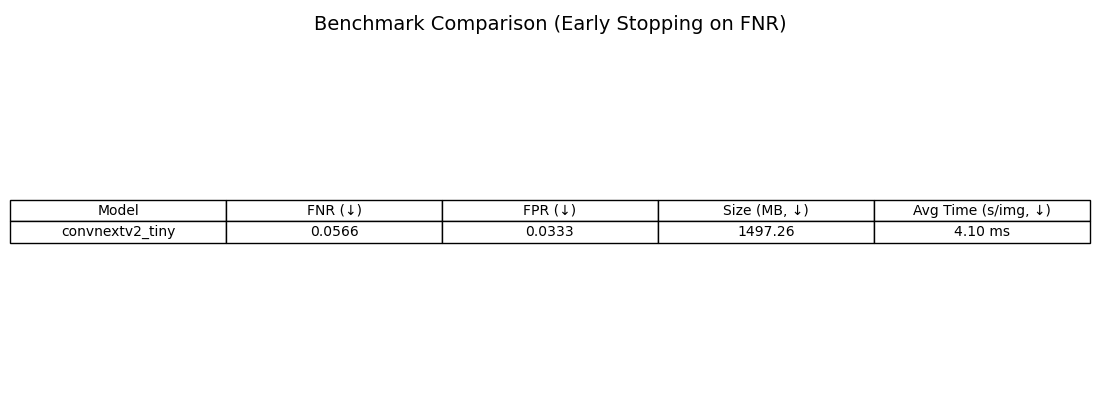 Benchmark Comparison (Early Stopping on FNR)
Model FNR (↓) FPR (↓) Size (MB, ↓) Avg Time (s/img, ↓)
convnextv2_tiny 0.0566 0.0333 1497.26 4.10 ms